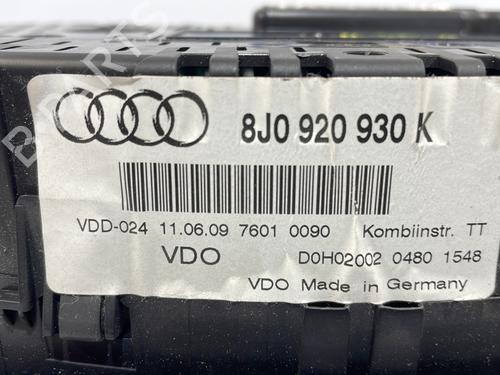 8J0 920 930 K
VDD-024 11.06.09 7601 0090 Kombiinstr. TT
VDO D0H02002 0480 1548
VDO Made in Germany